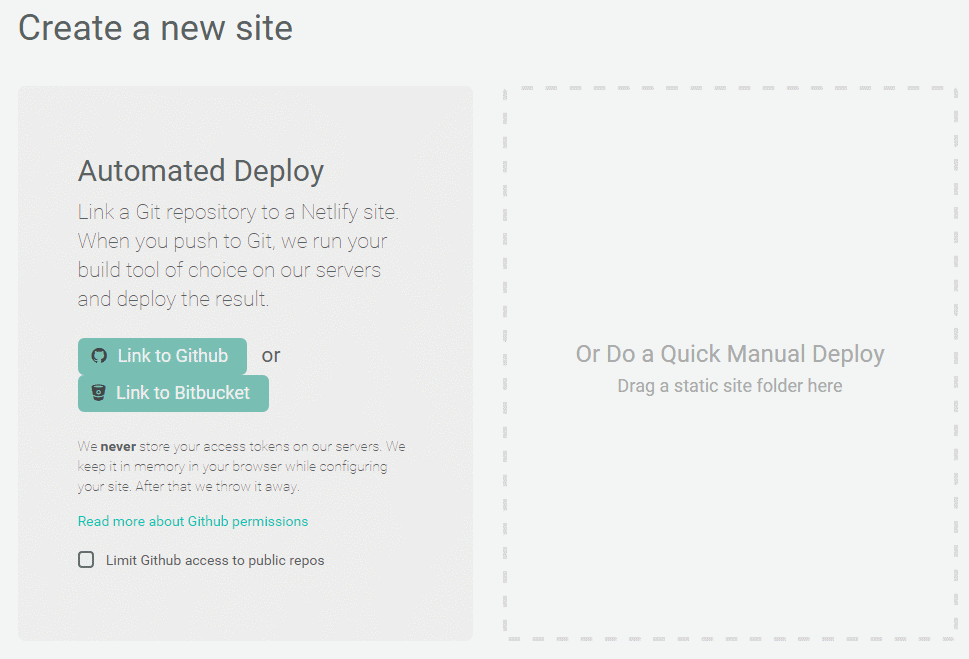 Create a new site
Automated Deploy
Link a Git repository to a Netlify site.
When you push to Git, we run your
build tool of choice on our servers
and deploy the result.
Link to Github or
Link to Bitbucket
We never store your access tokens on our servers. We
keep it in memory in your browser while configuring
your site. After that we throw it away.
Read more about Github permissions
Limit Github access to public repos
Or Do a Quick Manual Deploy
Drag a static site folder here